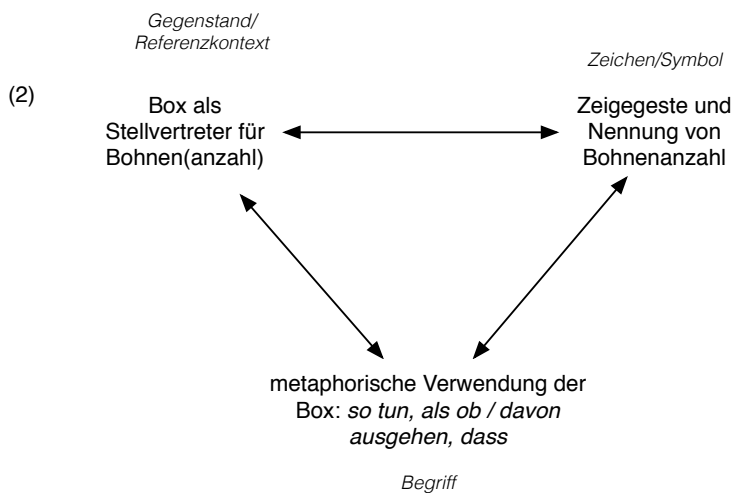 Gegenstand/
Referenzkontext
Zeichen/Symbol
(2)
Box als
Stellvertreter für
Bohnen(anzahl)
Zeigegeste und
Nennung von
Bohnenanzahl
metaphorische Verwendung der
Box: so tun, als ob / davon
ausgehen, dass
Begriff